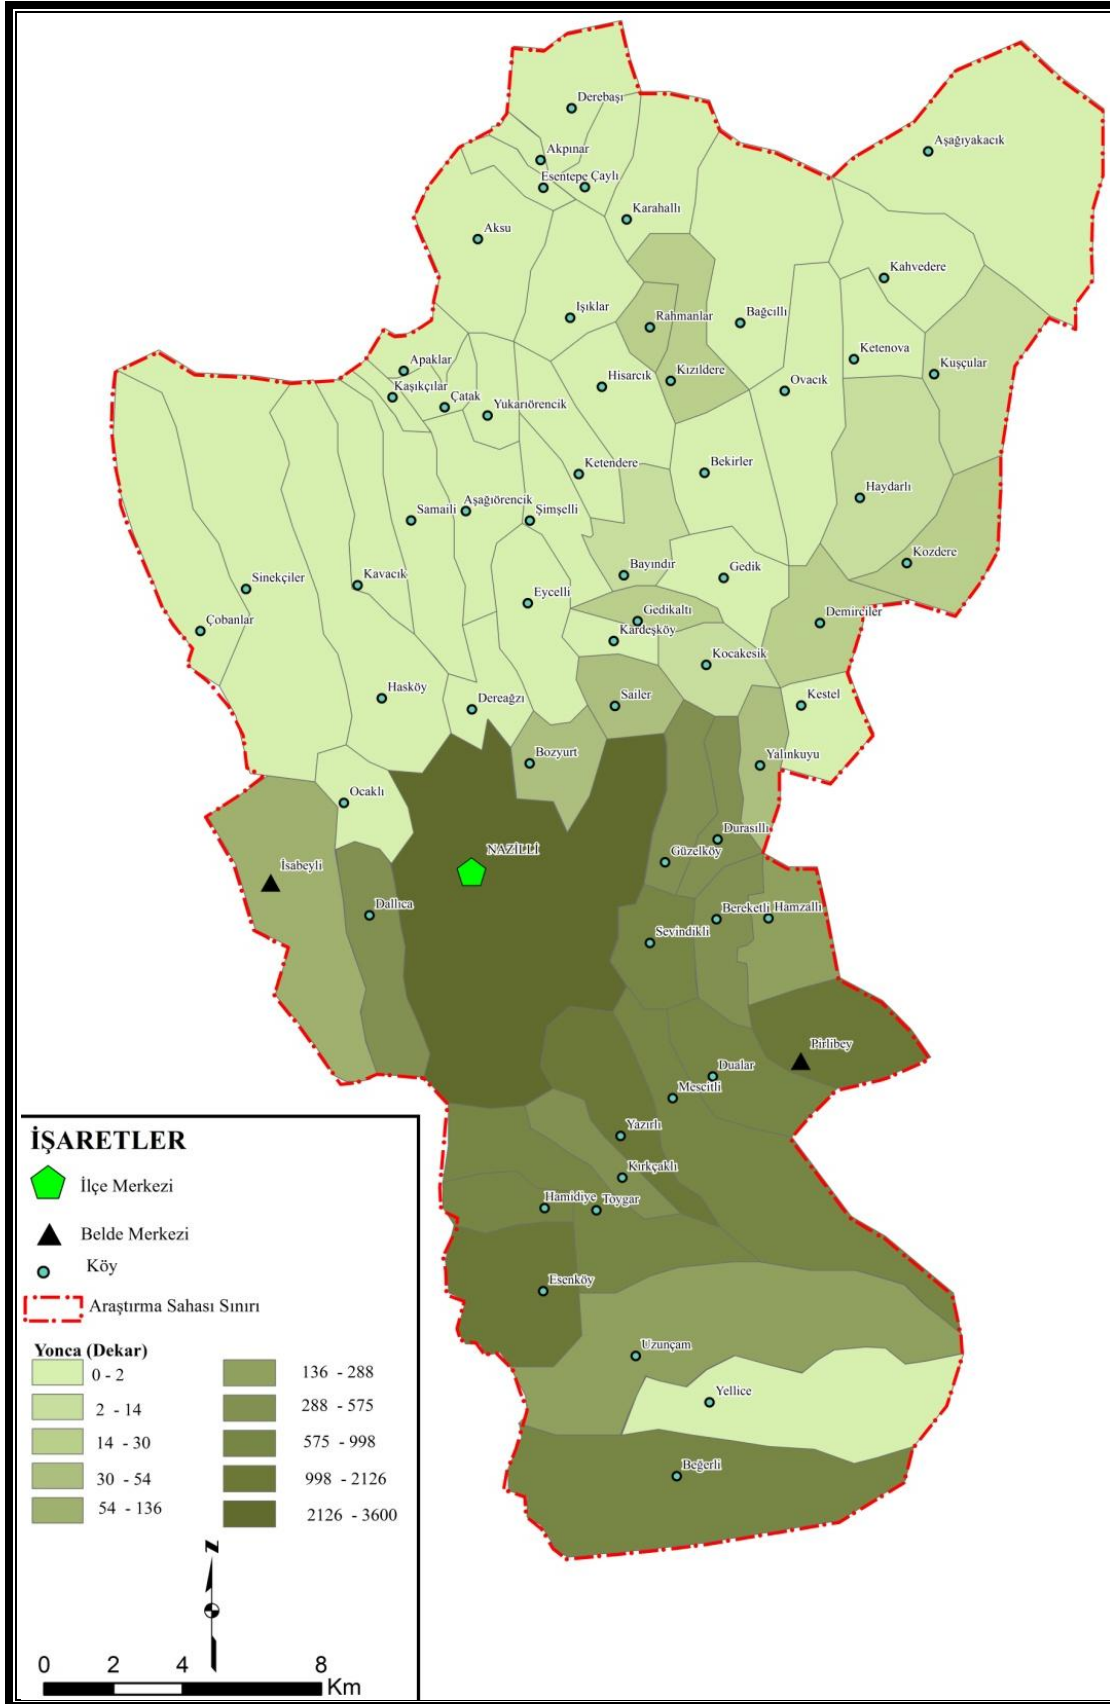 Derebaşı
Aşağıyakacık
Akpınar
Esentepe Çaylı
Karahallı
Aksu
Kahvedere
Işıklar
Rahmanlar
Bağcıllı
Ketenova
Apaklar
Kuşçular
Kaşıkçılar
Hisarcık
Kızıldere
Ovacık
Çatak
Yukarıörencik
Ketendere
Bekirler
Haydarlı
Samaili
Aşağıörencik
Şimşelli
Kozdere
Bayındır
Gedik
Sinekçiler
Kavacık
Eycelli
Çobanlar
Gedikaltı
Demirciler
Kardeşköy
Kocakesik
Hasköy
Dereağzı
Sailer
Kestel
Bozyurt
Yalınkuyu
Ocaklı
Durasıllı
NAZİLLİ
Güzelköy
İsabeyli
Dallıca
Bereketli
Hamzallı
Sevindikli
Pirlibey
Dualar
Mescitli
Yazırlı
Kırkçaklı
Hamidiye
Toygar
Esenköy
Uzunçam
Yellice
Beğerli
İŞARETLER
İlçe Merkezi
Belde Merkezi
Köy
Araştırma Sahası Sınırı
Yonca (Dekar)
0 - 2
2 - 14
14 - 30
30 - 54
54 - 136
136 - 288
288 - 575
575 - 998
998 - 2126
2126 - 3600
N
0 2 4 8
Km